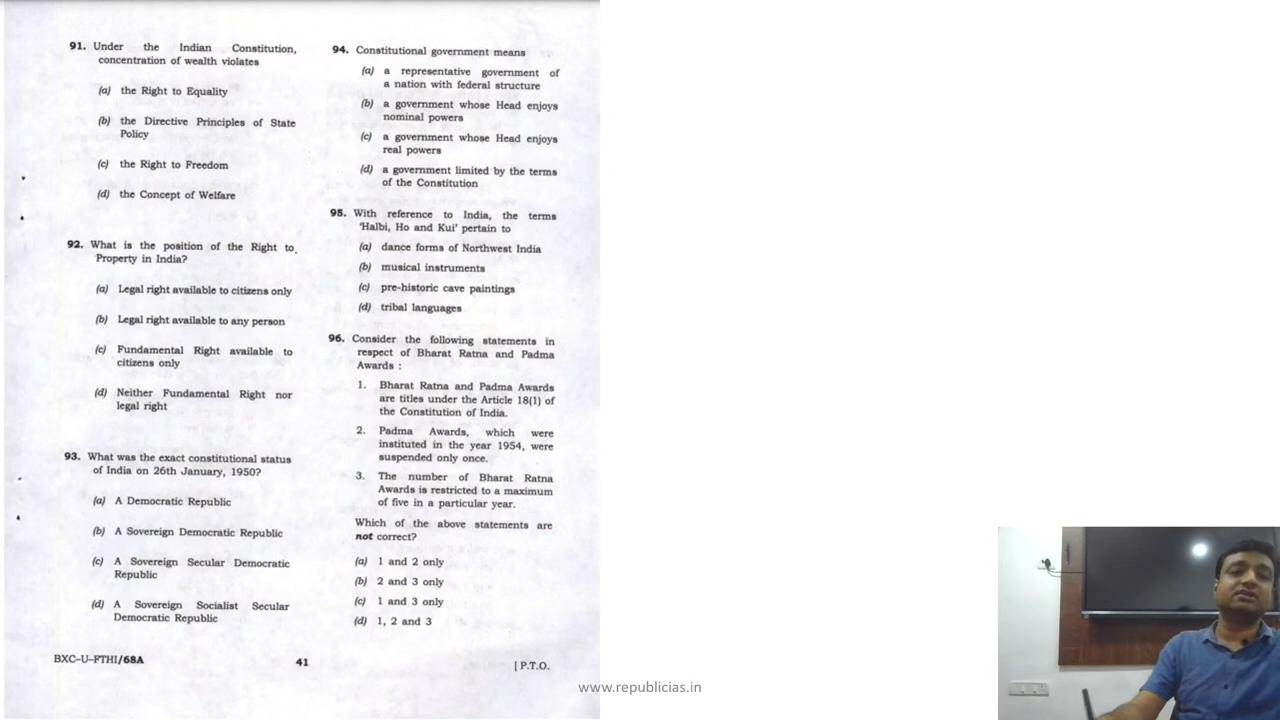 91. Under the Indian Constitution,
concentration of wealth violates
(a) the Right to Equality
(b) the Directive Principles of State
Policy
(c) the Right to Freedom
(d) the Concept of Welfare
92. What is the position of the Right to
Property in India?
(a) Legal right available to citizens only
(b) Legal right available to any person
(c) Fundamental Right available to
citizens only
(d) Neither Fundamental Right nor
legal right
93. What was the exact constitutional status
of India on 26th January, 1950?
(a) A Democratic Republic
(b) A Sovereign Democratic Republic
(c) A Sovereign Secular Democratic
Republic
(d) A Sovereign Socialist Secular
Democratic Republic
94. Constitutional government means
(a) a representative government of
a nation with federal structure
(b) a government whose Head enjoys
nominal powers
(c) a government whose Head enjoys
real powers
(d) a government limited by the terms
of the Constitution
95. With reference to India, the terms
'Halbi, Ho and Kui' pertain to
(a) dance forms of Northwest India
(b) musical instruments
(c) pre-historic cave paintings
(d) tribal languages
96. Consider the following statements in
respect of Bharat Ratna and Padma
Awards :
1. Bharat Ratna and Padma Awards
are titles under the Article 18(1) of
the Constitution of India.
2. Padma Awards, which were
instituted in the year 1954, were
suspended only once.
3. The number of Bharat Ratna
Awards is restricted to a maximum
of five in a particular year.
Which of the above statements are
not correct?
(a) 1 and 2 only
(b) 2 and 3 only
(c) 1 and 3 only
(d) 1, 2 and 3
BXC-U-FTHI/68A
41
[ P.T.O.
www.republicias.in